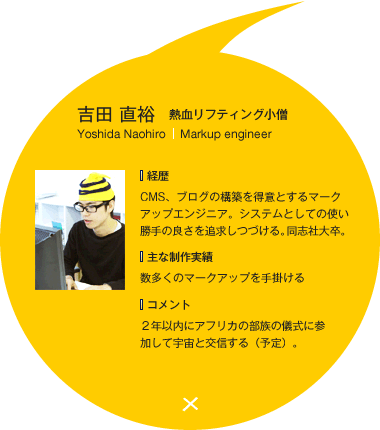 吉田 直裕 熱血リフティング小僧
Yoshida Naohiro | Markup engineer
経歴
CMS、ブログの構築を得意とするマーク
アップエンジニア。システムとしての使い
勝手の良さを追求しつづける。同志社大卒。
主な制作実績
数多くのマークアップを手掛ける
コメント
２年以内にアフリカの部族の儀式に参
加して宇宙と交信する（予定）。